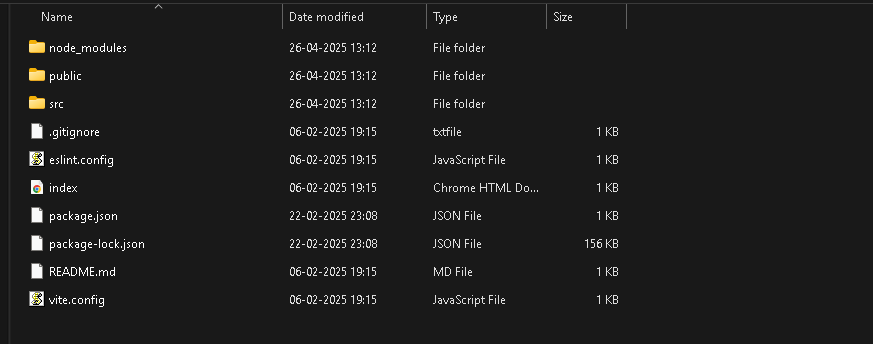 Name Date modified Type Size
node_modules 26-04-2025 13:12 File folder
public 26-04-2025 13:12 File folder
src 26-04-2025 13:12 File folder
.gitignore 06-02-2025 19:15 txtfile 1 KB
eslint.config 06-02-2025 19:15 JavaScript File 1 KB
index 06-02-2025 19:15 Chrome HTML Do... 1 KB
package.json 22-02-2025 23:08 JSON File 1 KB
package-lock.json 22-02-2025 23:08 JSON File 156 KB
README.md 06-02-2025 19:15 MD File 1 KB
vite.config 06-02-2025 19:15 JavaScript File 1 KB